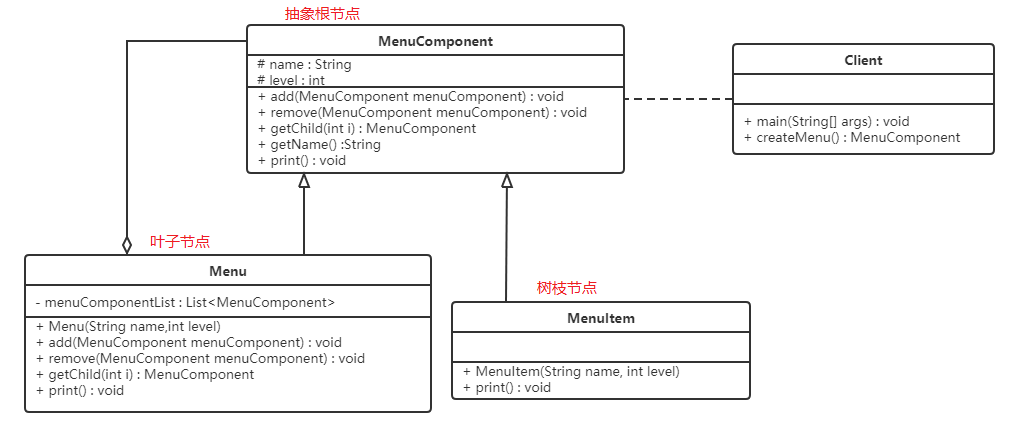 抽象根节点
MenuComponent
# name : String
# level : int
+ add(MenuComponent menuComponent) : void
+ remove(MenuComponent menuComponent) : void
+ getChild(int i) : MenuComponent
+ getName() :String
+ print() : void
Client
+ main(String[] args) : void
+ createMenu() : MenuComponent
叶子节点
Menu
- menuComponentList : List<MenuComponent>
+ Menu(String name,int level)
+ add(MenuComponent menuComponent) : void
+ remove(MenuComponent menuComponent) : void
+ getChild(int i) : MenuComponent
+ print() : void
树枝节点
MenuItem
+ MenuItem(String name, int level)
+ print() : void